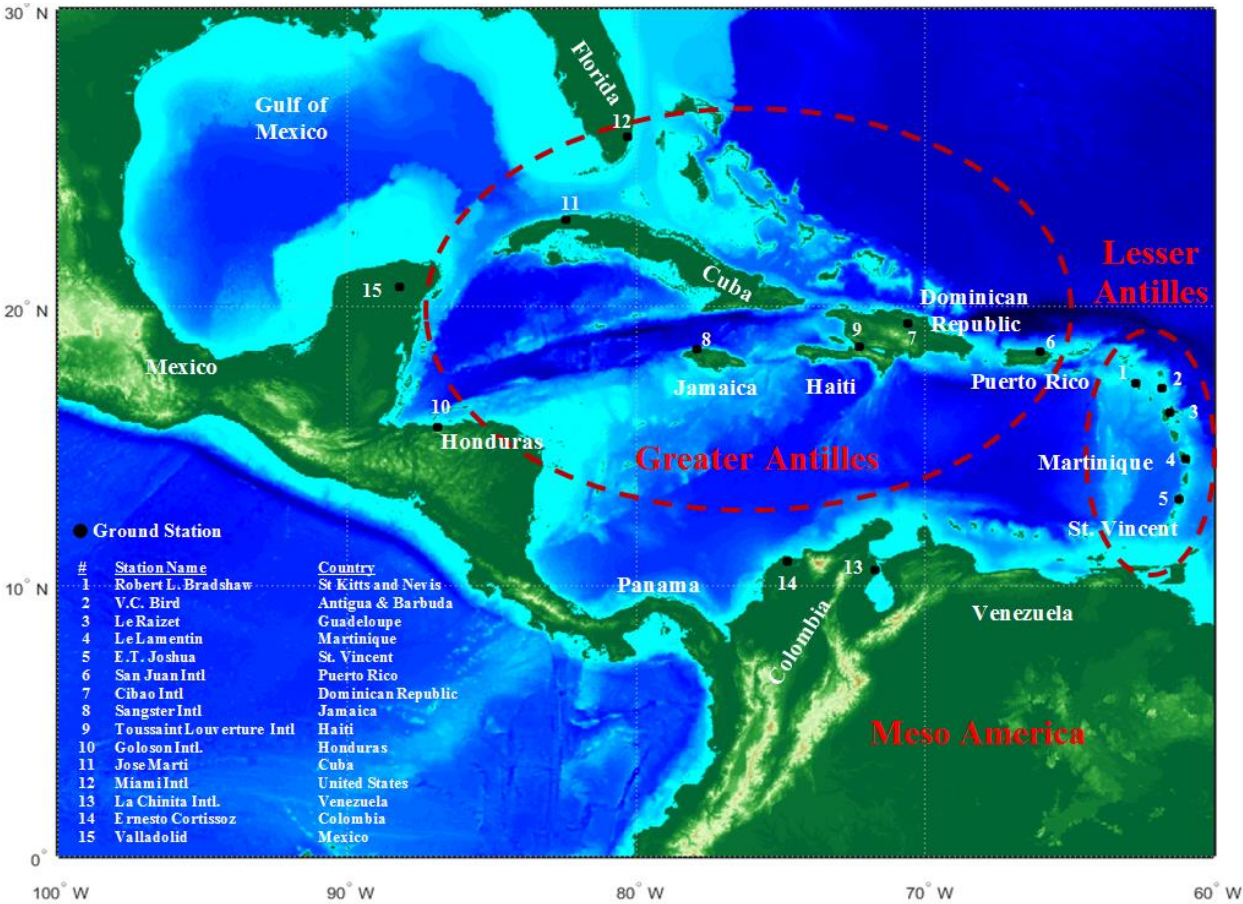 30° N
Florida
Gulf of
Mexico
12
11
Lesser
Antilles
Cuba
15
20° N
Dominican
Republic
8
9
7
6
Mexico
Jamaica
Haiti
Puerto Rico
1
2
3
10
Honduras
Greater Antilles
Martinique
4
5
St. Vincent
Ground Station
# Station Name Country
1 Robert L. Bradshaw St Kitts and Nevis
2 V.C. Bird Antigua & Barbuda
3 Le Raizet Guadeloupe
4 Le Lamentin Martinique
5 E.T. Joshua St. Vincent
6 San Juan Intl Puerto Rico
7 Cibao Intl Dominican Republic
8 Sangster Intl Jamaica
9 Toussaint Louverture Intl Haiti
10 Goloson Intl. Honduras
11 Jose Marti Cuba
12 Miami Intl United States
13 La Chinita Intl. Venezuela
14 Ernesto Cortissoz Colombia
15 Valladolid Mexico
10° N
Panama
14
13
Colombia
Venezuela
Meso America
0°
100° W
90° W
80° W
70° W
60° W